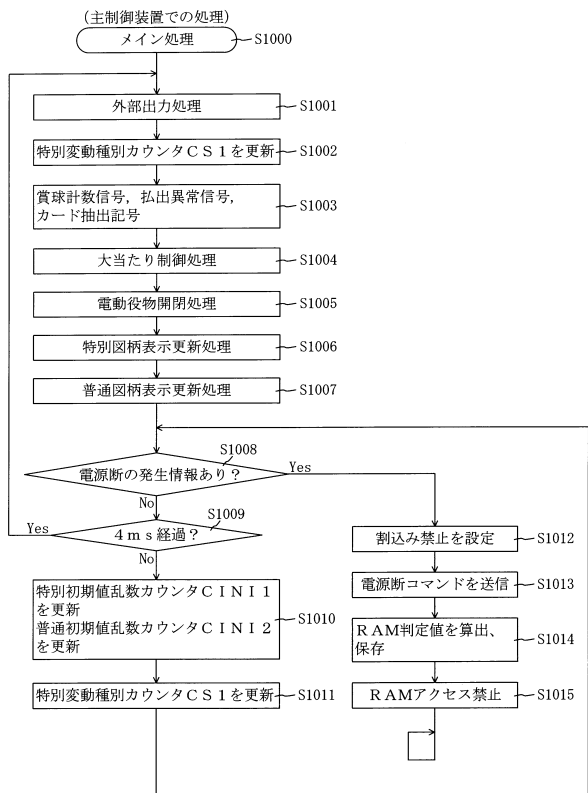 (主制御装置での処理)
メイン処理
S1000
外部出力処理
S1001
特別変動種別カウンタCS1を更新
S1002
賞球計数信号,払出異常信号,
カード抽出記号
S1003
大当たり制御処理
S1004
電動役物開閉処理
S1005
特別図柄表示更新処理
S1006
普通図柄表示更新処理
S1007
S1008
電源断の発生情報あり?
Yes
No
S1009
Yes
4ms経過?
No
割込み禁止を設定
S1012
電源断コマンドを送信
S1013
特別初期値乱数カウンタCINI1
を更新
普通初期値乱数カウンタCINI2
を更新
S1010
RAM判定値を算出、
保存
S1014
特別変動種別カウンタCS1を更新
S1011
RAMアクセス禁止
S1015